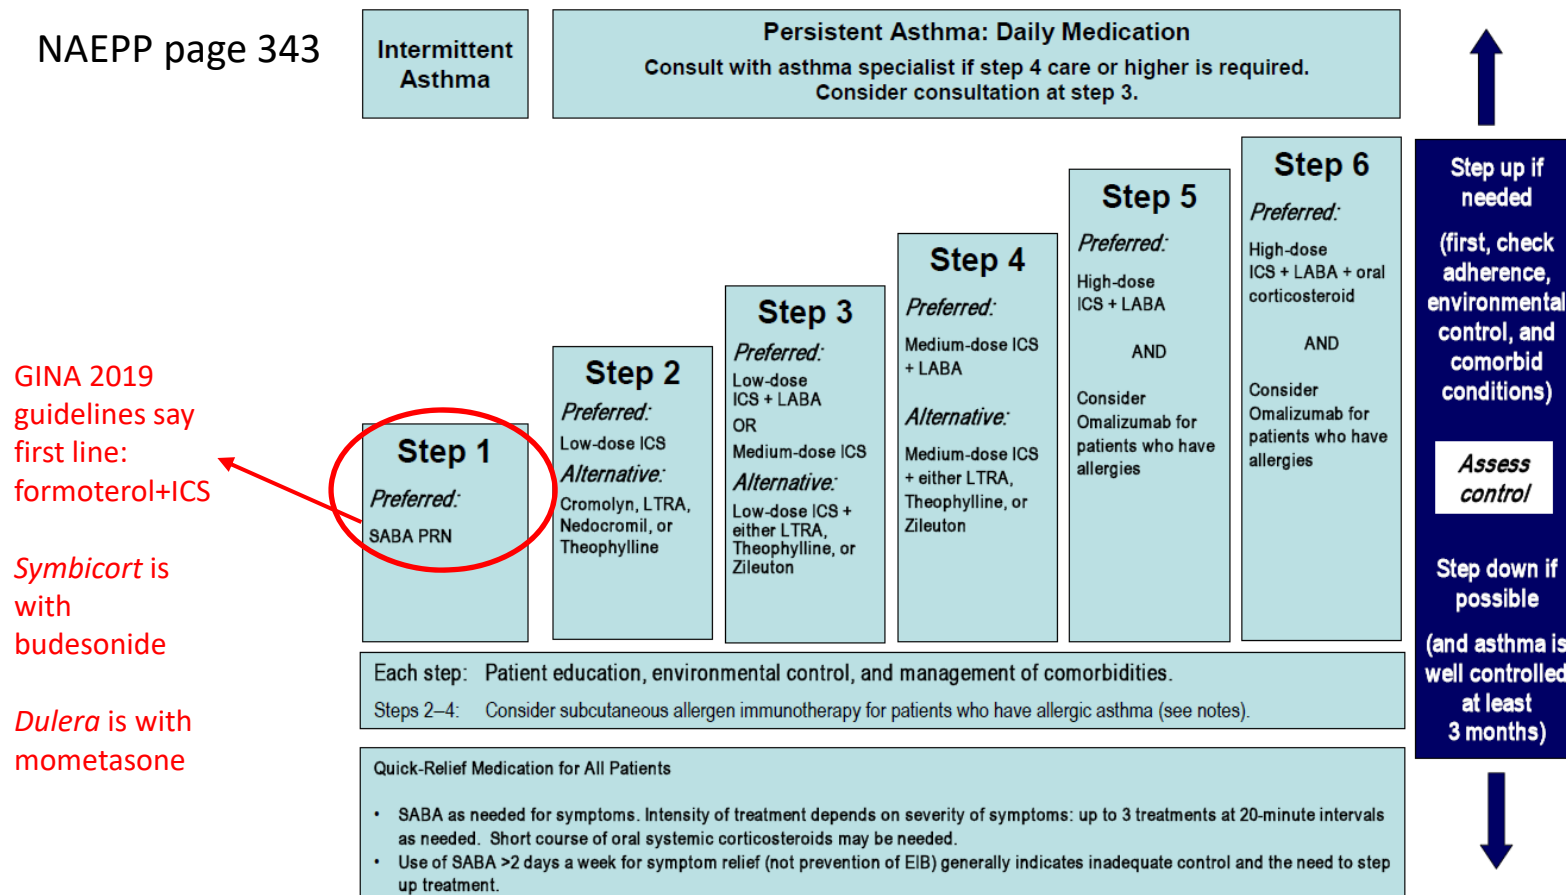 NAEPP page 343
Intermittent
Asthma
Persistent Asthma: Daily Medication
Consult with asthma specialist if step 4 care or higher is required.
Consider consultation at step 3.
GINA 2019
guidelines say
first line:
formoterol+ICS
Symbicort is
with
budesonide
Dulera is with
mometasone
Step 1
Preferred:
SABA PRN
Step 2
Preferred:
Low-dose ICS
Alternative:
Cromolyn, LTRA,
Nedocromil, or
Theophylline
Step 3
Preferred:
Low-dose
ICS + LABA
OR
Medium-dose ICS
Alternative:
Low-dose ICS +
either LTRA,
Theophylline, or
Zileuton
Step 4
Preferred:
Medium-dose ICS
+ LABA
Alternative:
Medium-dose ICS
+ either LTRA,
Theophylline, or
Zileuton
Step 5
Preferred:
High-dose
ICS + LABA
AND
Consider
Omalizumab for
patients who have
allergies
Step 6
Preferred:
High-dose
ICS + LABA + oral
corticosteroid
AND
Consider
Omalizumab for
patients who have
allergies
Step up if
needed
(first, check
adherence,
environmental
control, and
comorbid
conditions)
Assess
control
Step down if
possible
(and asthma is
well controlled
at least
3 months)
Each step: Patient education, environmental control, and management of comorbidities.
Steps 2–4: Consider subcutaneous allergen immunotherapy for patients who have allergic asthma (see notes).
Quick-Relief Medication for All Patients
• SABA as needed for symptoms. Intensity of treatment depends on severity of symptoms: up to 3 treatments at 20-minute intervals
as needed. Short course of oral systemic corticosteroids may be needed.
• Use of SABA >2 days a week for symptom relief (not prevention of EIB) generally indicates inadequate control and the need to step
up treatment.